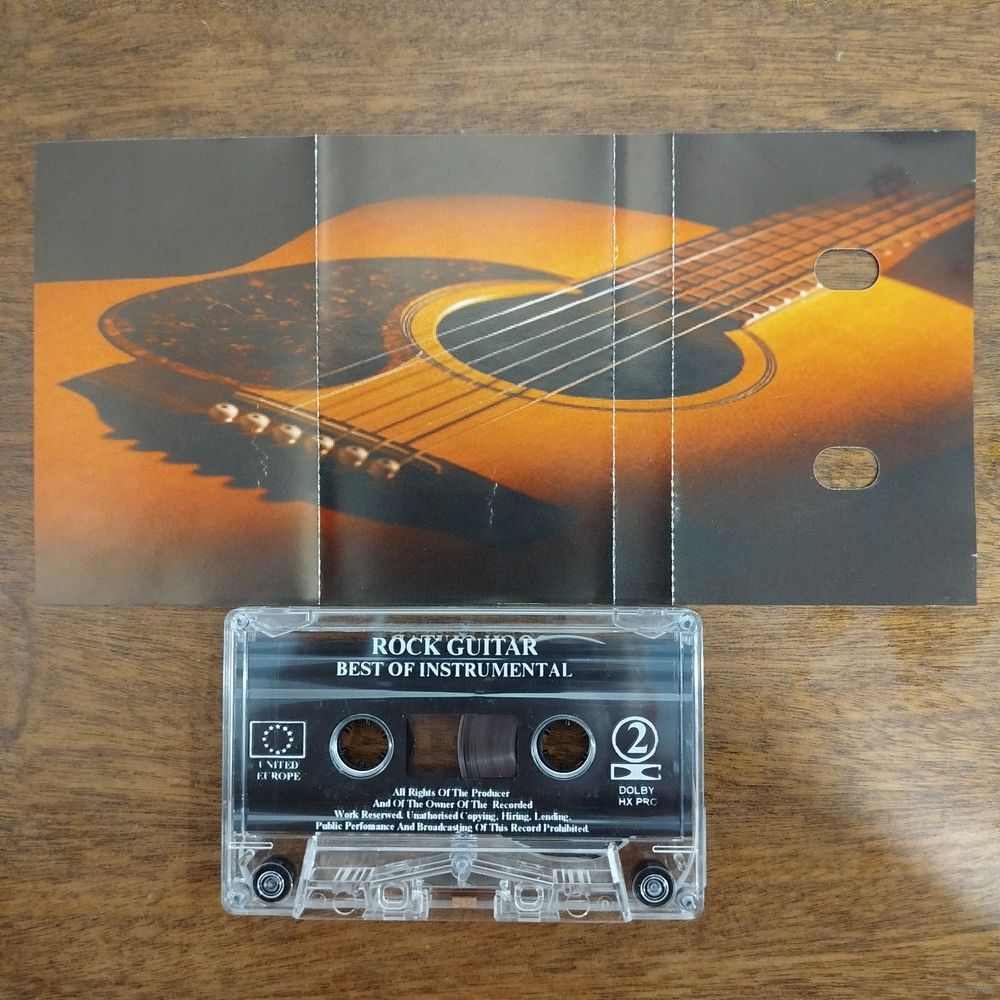 ROCK GUITAR
BEST OF INSTRUMENTAL
UNITED
EUROPE
2
DOLBY
HX PRO
All Rights Of The Producer
And Of The Owner Of The Recorded
Work Reserwed. Unathorised Copying, Hiring, Lending,
Public Perfomance And Broadcasting Of This Record Prohibited.